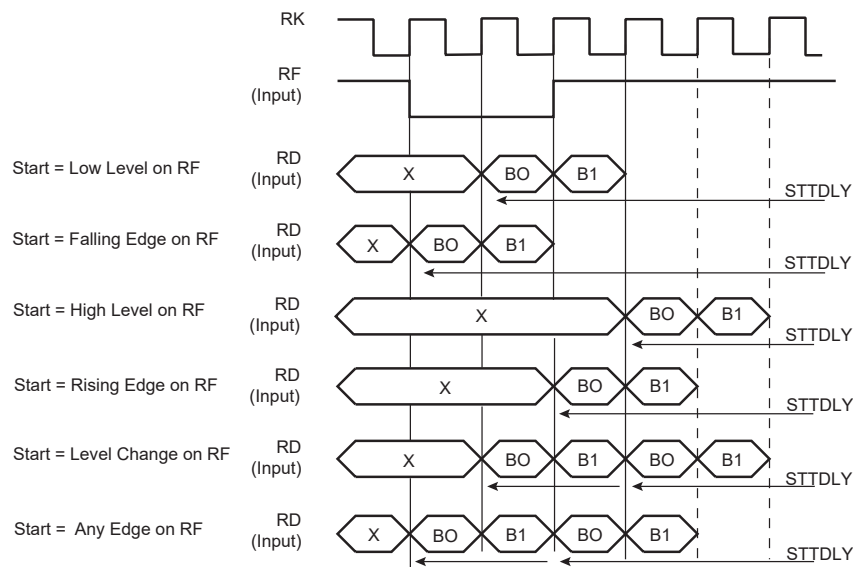 RK
RF
(Input)
Start = Low Level on RF
RD
(Input)
X
BO
B1
STTDLY
Start = Falling Edge on RF
RD
(Input)
X
BO
B1
STTDLY
Start = High Level on RF
RD
(Input)
X
BO
B1
STTDLY
Start = Rising Edge on RF
RD
(Input)
X
BO
B1
STTDLY
Start = Level Change on RF
RD
(Input)
X
BO
B1
BO
B1
STTDLY
Start = Any Edge on RF
RD
(Input)
X
BO
B1
BO
B1
STTDLY